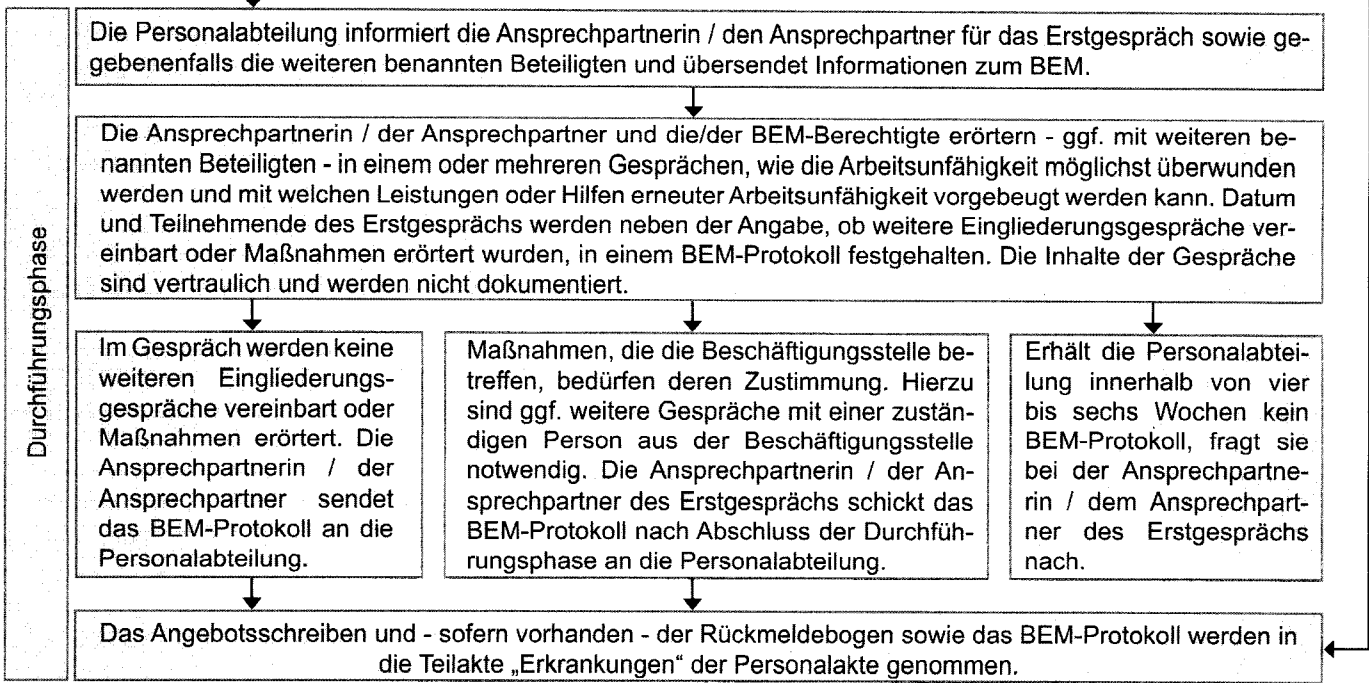 Durchführungsphase
Die Personalabteilung informiert die Ansprechpartnerin / den Ansprechpartner für das Erstgespräch sowie ge-
gebenenfalls die weiteren benannten Beteiligten und übersendet Informationen zum BEM.
Die Ansprechpartnerin / der Ansprechpartner und die/der BEM-Berechtigte erörtern - ggf. mit weiteren be-
nannten Beteiligten - in einem oder mehreren Gesprächen, wie die Arbeitsunfähigkeit möglichst überwunden
werden und mit welchen Leistungen oder Hilfen erneuter Arbeitsunfähigkeit vorgebeugt werden kann. Datum
und Teilnehmende des Erstgesprächs werden neben der Angabe, ob weitere Eingliederungsgespräche ver-
einbart oder Maßnahmen erörtert wurden, in einem BEM-Protokoll festgehalten. Die Inhalte der Gespräche
sind vertraulich und werden nicht dokumentiert.
Im Gespräch werden keine
weiteren Eingliederungs-
gespräche vereinbart oder
Maßnahmen erörtert. Die
Ansprechpartnerin / der
Ansprechpartner sendet
das BEM-Protokoll an die
Personalabteilung.
Maßnahmen, die die Beschäftigungsstelle be-
treffen, bedürfen deren Zustimmung. Hierzu
sind ggf. weitere Gespräche mit einer zustän-
digen Person aus der Beschäftigungsstelle
notwendig. Die Ansprechpartnerin / der An-
sprechpartner des Erstgesprächs schickt das
BEM-Protokoll nach Abschluss der Durchfüh-
rungsphase an die Personalabteilung.
Erhält die Personalabtei-
lung innerhalb von vier
bis sechs Wochen kein
BEM-Protokoll, fragt sie
bei der Ansprechpartne-
rin / dem Ansprechpart-
ner des Erstgesprächs
nach.
Das Angebotsschreiben und - sofern vorhanden - der Rückmeldebogen sowie das BEM-Protokoll werden in
die Teilakte „Erkrankungen“ der Personalakte genommen.